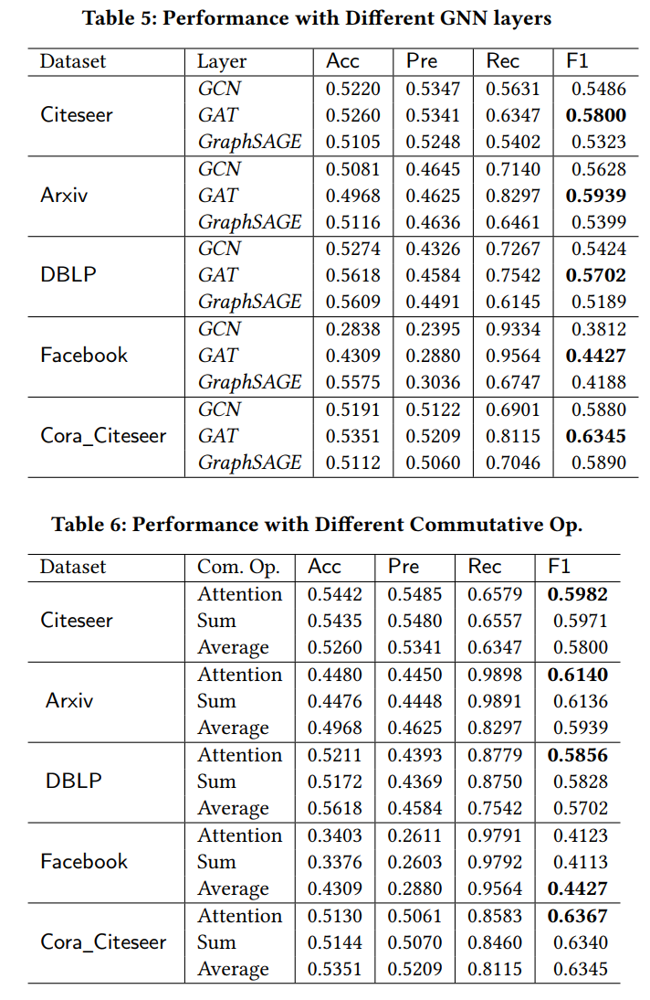 Table 5: Performance with Different GNN layers
Dataset Layer Acc Pre Rec F1
GCN 0.5220 0.5347 0.5631 0.5486
Citeseer GAT 0.5260 0.5341 0.6347 0.5800
GraphSAGE 0.5105 0.5248 0.5402 0.5323
GCN 0.5081 0.4645 0.7140 0.5628
Arxiv GAT 0.4968 0.4625 0.8297 0.5939
GraphSAGE 0.5116 0.4636 0.6461 0.5399
GCN 0.5274 0.4326 0.7267 0.5424
DBLP GAT 0.5618 0.4584 0.7542 0.5702
GraphSAGE 0.5609 0.4491 0.6145 0.5189
GCN 0.2838 0.2395 0.9334 0.3812
Facebook GAT 0.4309 0.2880 0.9564 0.4427
GraphSAGE 0.5575 0.3036 0.6747 0.4188
GCN 0.5191 0.5122 0.6901 0.5880
Cora_Citeseer GAT 0.5351 0.5209 0.8115 0.6345
GraphSAGE 0.5112 0.5060 0.7046 0.5890
Table 6: Performance with Different Commutative Op.
Dataset Com. Op. Acc Pre Rec F1
Attention 0.5442 0.5485 0.6579 0.5982
Citeseer Sum 0.5435 0.5480 0.6557 0.5971
Average 0.5260 0.5341 0.6347 0.5800
Attention 0.4480 0.4450 0.9898 0.6140
Arxiv Sum 0.4476 0.4448 0.9891 0.6136
Average 0.4968 0.4625 0.8297 0.5939
Attention 0.5211 0.4393 0.8779 0.5856
DBLP Sum 0.5172 0.4369 0.8750 0.5828
Average 0.5618 0.4584 0.7542 0.5702
Attention 0.3403 0.2611 0.9791 0.4123
Facebook Sum 0.3376 0.2603 0.9792 0.4113
Average 0.4309 0.2880 0.9564 0.4427
Attention 0.5130 0.5061 0.8583 0.6367
Cora_Citeseer Sum 0.5144 0.5070 0.8460 0.6340
Average 0.5351 0.5209 0.8115 0.6345